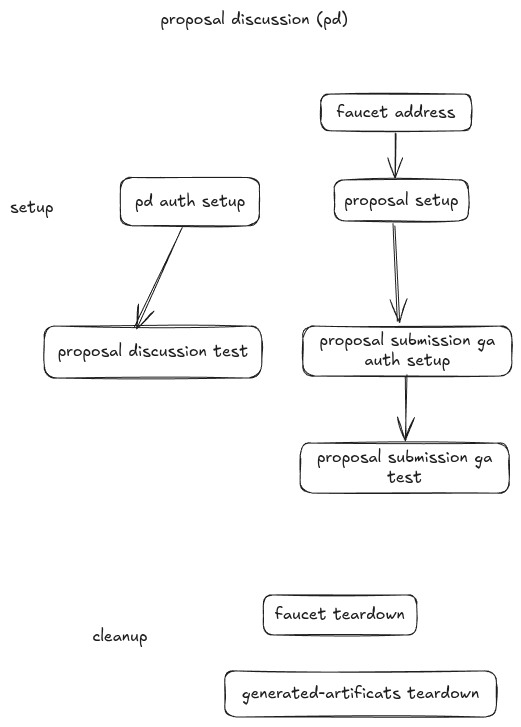 proposal discussion (pd)
faucet address
setup
pd auth setup
proposal setup
proposal discussion test
proposal submission ga
auth setup
proposal submission ga
test
faucet teardown
cleanup
generated-artificats teardown